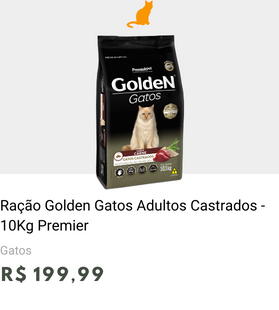 PremieRpet
GoldeN
Gatos
CARNE
GATOS CASTRADOS
Ração Golden Gatos Adultos Castrados -
10Kg Premier
Gatos
R$ 199,99